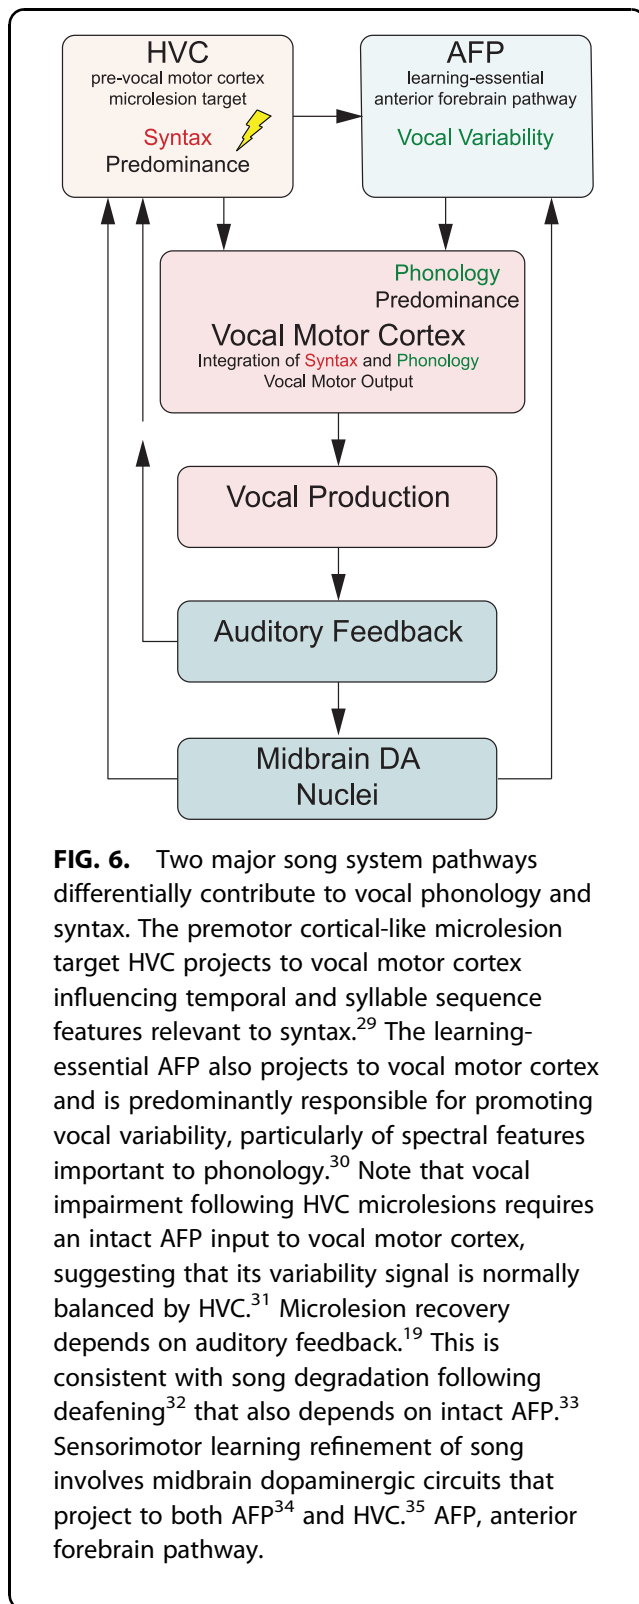 HVC
pre-vocal motor cortex
microlesion target
Syntax
Predominance
AFP
learning-essential
anterior forebrain pathway
Vocal Variability
Phonology
Predominance
Vocal Motor Cortex
Integration of Syntax and Phonology
Vocal Motor Output
Vocal Production
Auditory Feedback
Midbrain DA
Nuclei
FIG. 6. Two major song system pathways
differentially contribute to vocal phonology and
syntax. The premotor cortical-like microlesion
target HVC projects to vocal motor cortex
influencing temporal and syllable sequence
features relevant to syntax.29 The learning-
essential AFP also projects to vocal motor cortex
and is predominantly responsible for promoting
vocal variability, particularly of spectral features
important to phonology.30 Note that vocal
impairment following HVC microlesions requires
an intact AFP input to vocal motor cortex,
suggesting that its variability signal is normally
balanced by HVC.31 Microlesion recovery
depends on auditory feedback.19 This is
consistent with song degradation following
deafening32 that also depends on intact AFP.33
Sensorimotor learning refinement of song
involves midbrain dopaminergic circuits that
project to both AFP34 and HVC.35 AFP, anterior
forebrain pathway.